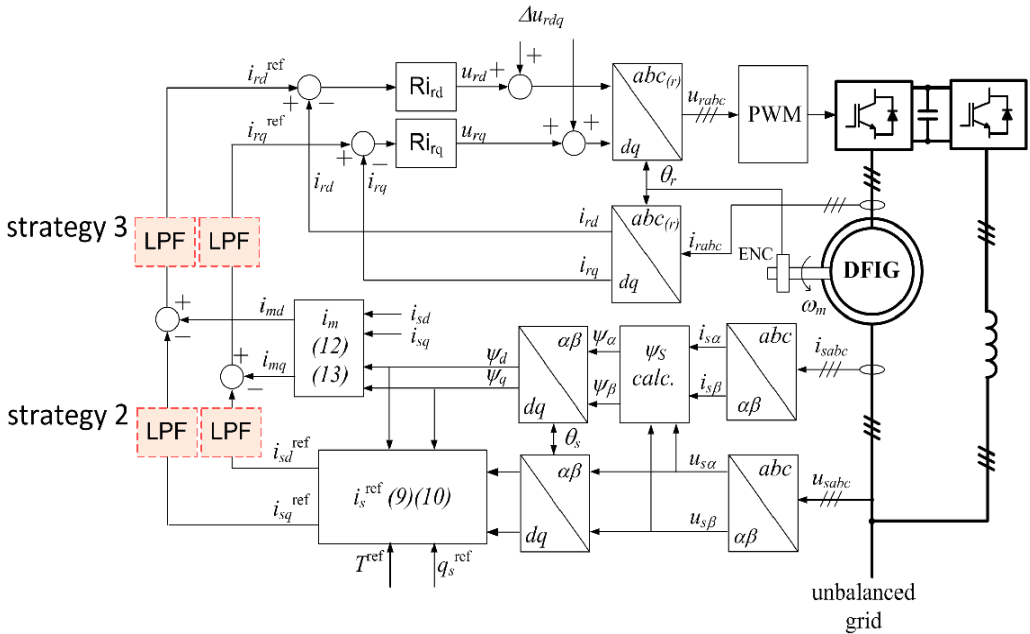 Δu_rdq
i_rd^ref
+
−
Ri_rd
u_rd
+
+
abc(r)
dq
u_rabc
PWM
i_rq^ref
+
−
Ri_rq
u_rq
+
+
θ_r
i_rd
i_rq
strategy 3
LPF
LPF
i_rd
i_rq
abc(r)
dq
i_rabc
ENC
DFIG
ω_m
+
−
i_md
i_m
(12)
(13)
i_sd
i_sq
+
−
i_mq
ψ_d
ψ_q
αβ
dq
ψ_α
ψ_β
ψ_S
calc.
i_sα
i_sβ
abc
αβ
i_sabc
strategy 2
LPF
LPF
θ_s
i_sd^ref
i_sq^ref
i_s^ref (9)(10)
αβ
dq
u_sα
u_sβ
abc
αβ
u_sabc
T^ref
q_s^ref
unbalanced
grid